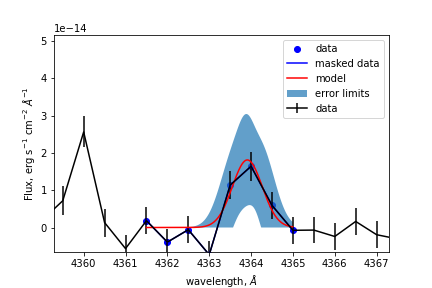 1e−14
5
4
3
2
1
0
Flux, erg s⁻¹ cm⁻² Å⁻¹
data
masked data
model
error limits
data
4360 4361 4362 4363 4364 4365 4366 4367
wavelength, Å